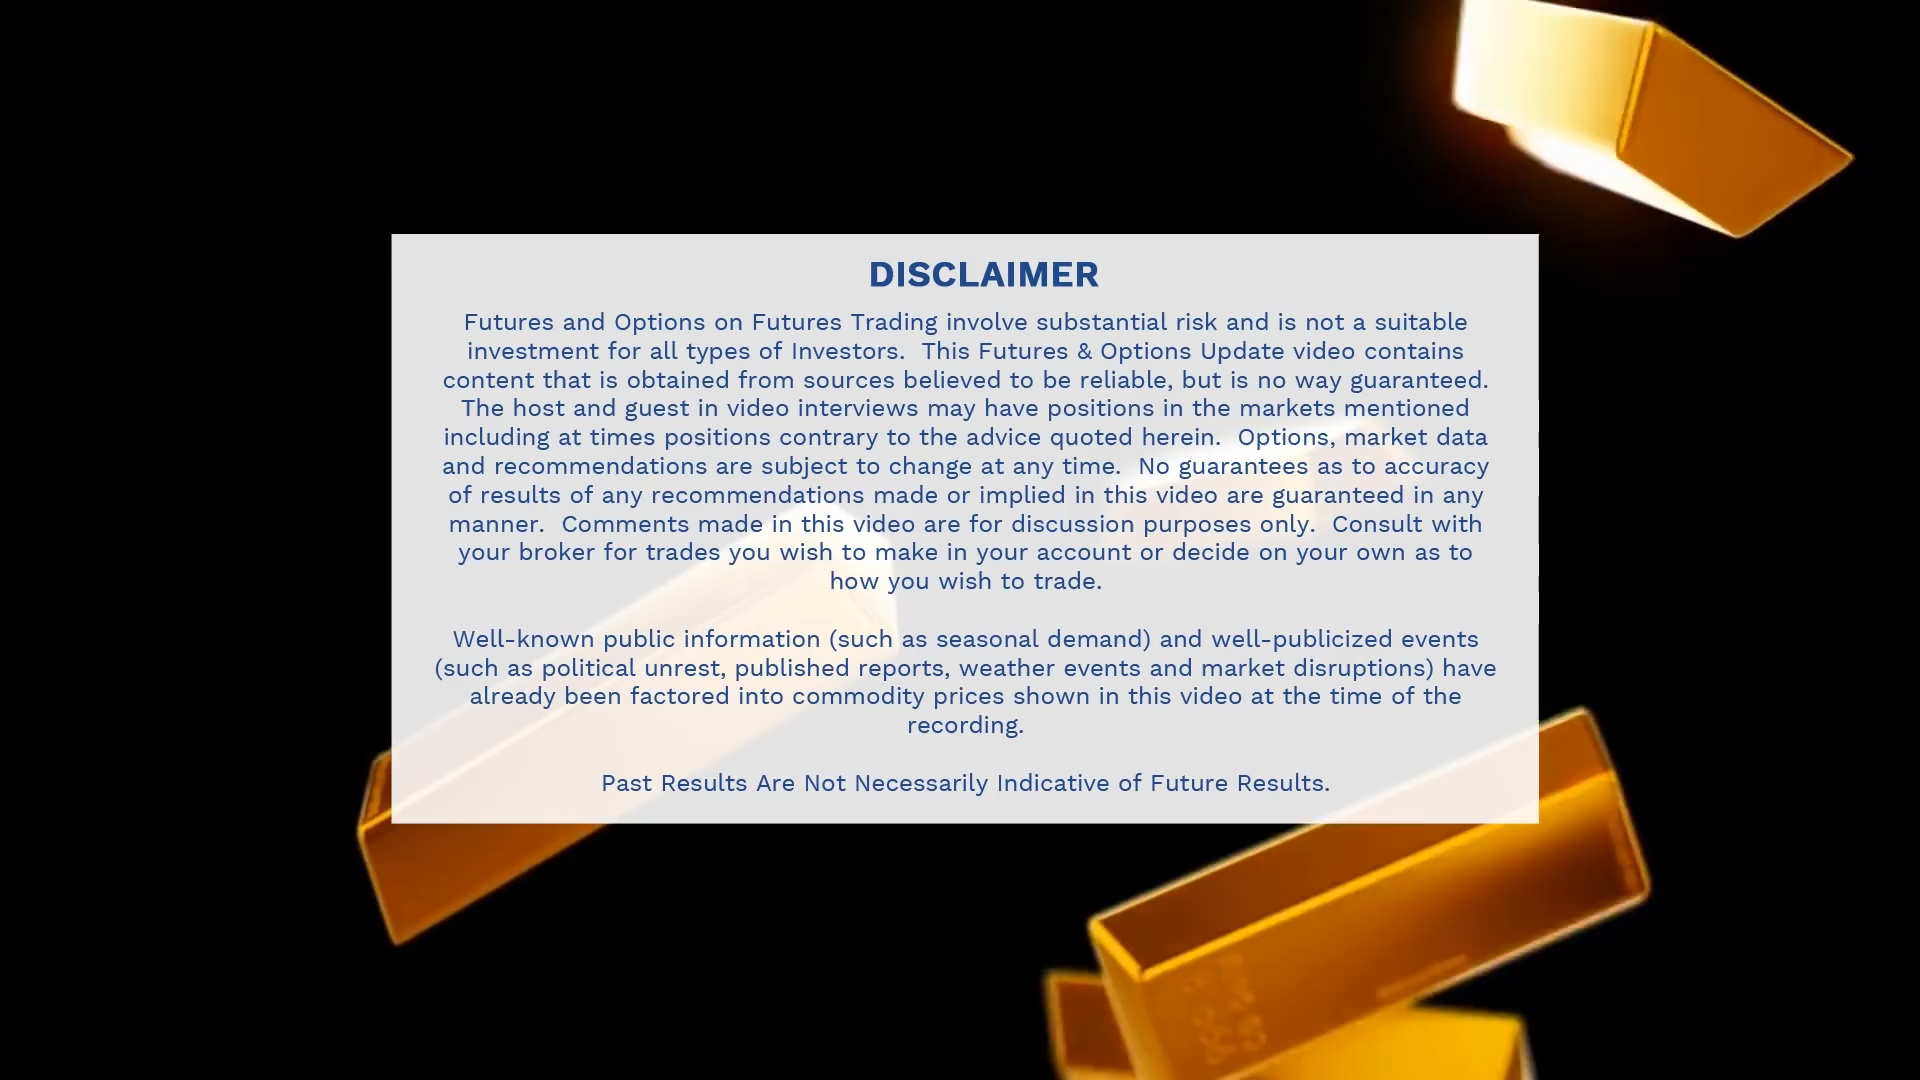 DISCLAIMER
Futures and Options on Futures Trading involve substantial risk and is not a suitable
investment for all types of Investors.  This Futures & Options Update video contains
content that is obtained from sources believed to be reliable, but is no way guaranteed.
The host and guest in video interviews may have positions in the markets mentioned
including at times positions contrary to the advice quoted herein.  Options, market data
and recommendations are subject to change at any time.  No guarantees as to accuracy
of results of any recommendations made or implied in this video are guaranteed in any
manner.  Comments made in this video are for discussion purposes only.  Consult with
your broker for trades you wish to make in your account or decide on your own as to
how you wish to trade.
Well-known public information (such as seasonal demand) and well-publicized events
(such as political unrest, published reports, weather events and market disruptions) have
already been factored into commodity prices shown in this video at the time of the
recording.
Past Results Are Not Necessarily Indicative of Future Results.